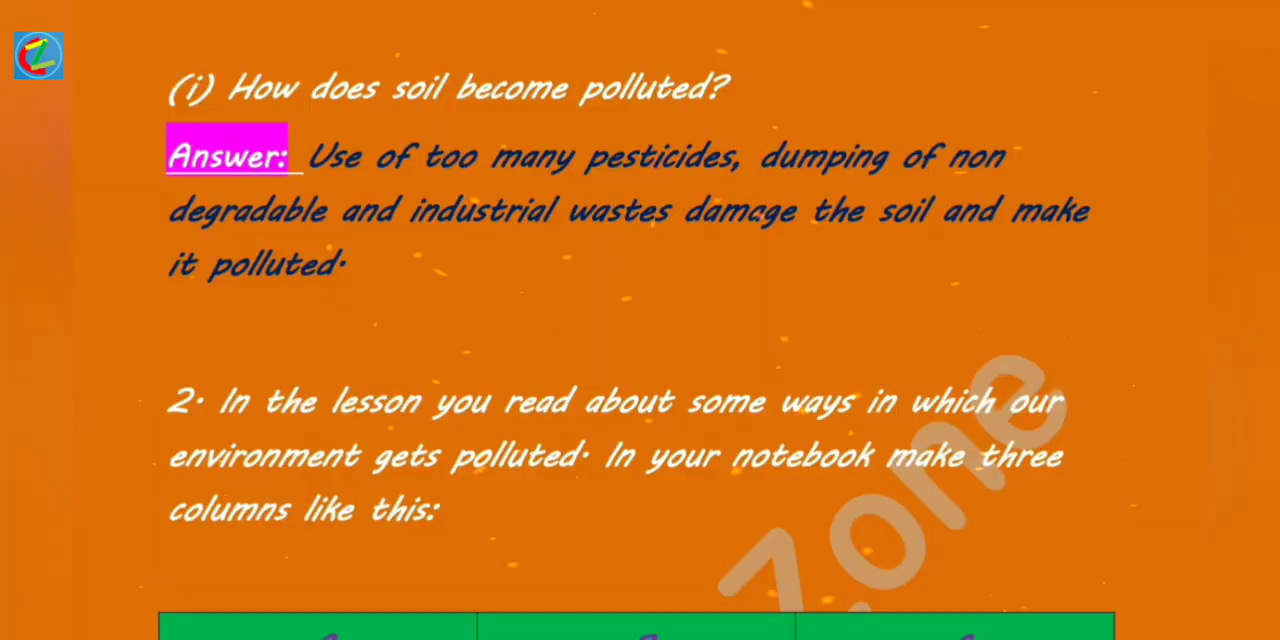 (i) How does soil become polluted?
Answer: Use of too many pesticides, dumping of non
degradable and industrial wastes damage the soil and make
it polluted.
2. In the lesson you read about some ways in which our
environment gets polluted. In your notebook make three
columns like this:
Zone